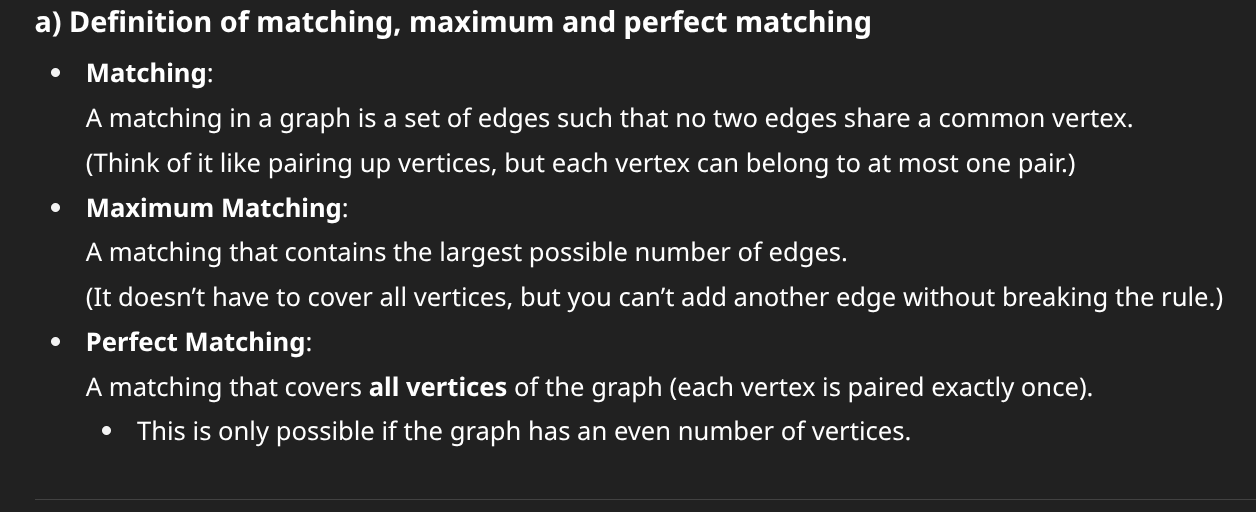 a) Definition of matching, maximum and perfect matching
• Matching:
A matching in a graph is a set of edges such that no two edges share a common vertex.
(Think of it like pairing up vertices, but each vertex can belong to at most one pair.)
• Maximum Matching:
A matching that contains the largest possible number of edges.
(It doesn’t have to cover all vertices, but you can’t add another edge without breaking the rule.)
• Perfect Matching:
A matching that covers all vertices of the graph (each vertex is paired exactly once).
• This is only possible if the graph has an even number of vertices.